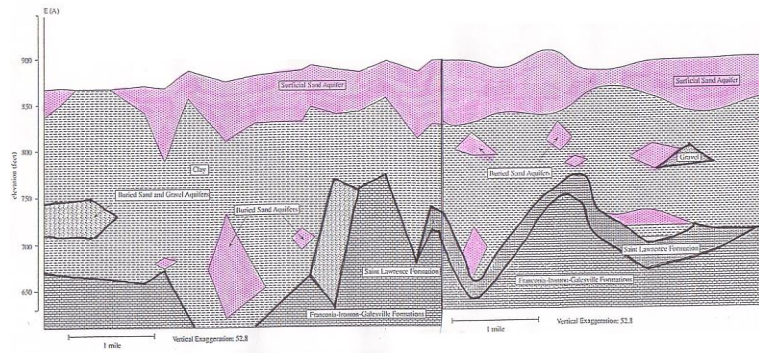 E (A)
900
850
800
750
700
650
elevation (feet)
Surficial Sand Aquifer
Clay
Buried Sand and Gravel Aquifers
Buried Sand Aquifers
Saint Lawrence Formation
Franconia-Ironton-Galesville Formations
1 mile
Vertical Exaggeration: 52.8
Surficial Sand Aquifer
Gravel
Buried Sand Aquifers
Saint Lawrence Formation
Franconia-Ironton-Galesville Formations
1 mile
Vertical Exaggeration: 52.8